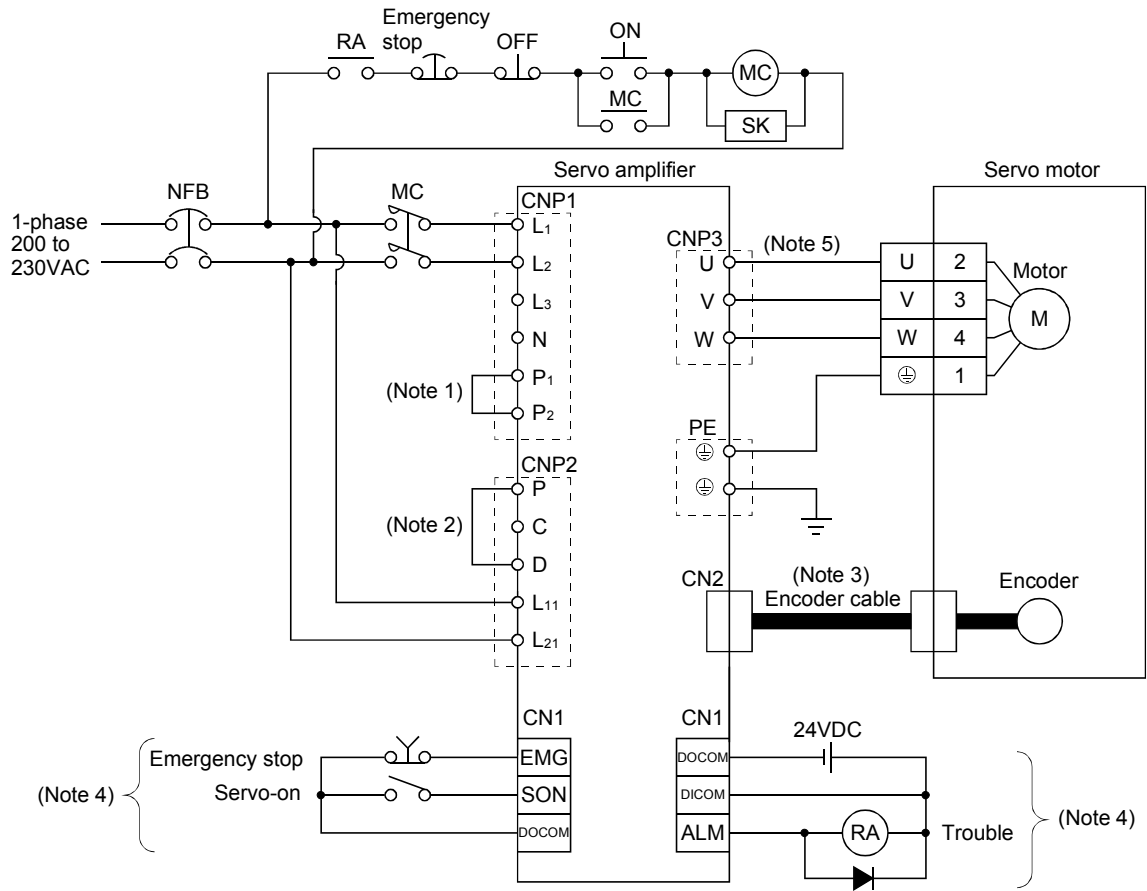 Emergency
stop
RA
OFF
ON
MC
MC
SK
Servo amplifier
Servo motor
NFB
MC
CNP1
1-phase
200 to
230VAC
L1
L2
L3
N
P1
P2
(Note 1)
CNP2
P
C
D
L11
L21
(Note 2)
CNP3
U
V
W
(Note 5)
U 2
V 3
W 4
1
Motor
M
PE
CN2
(Note 3)
Encoder cable
Encoder
CN1
Emergency stop
EMG
Servo-on
SON
DOCOM
(Note 4)
CN1
24VDC
DOCOM
DICOM
ALM
RA
Trouble
(Note 4)